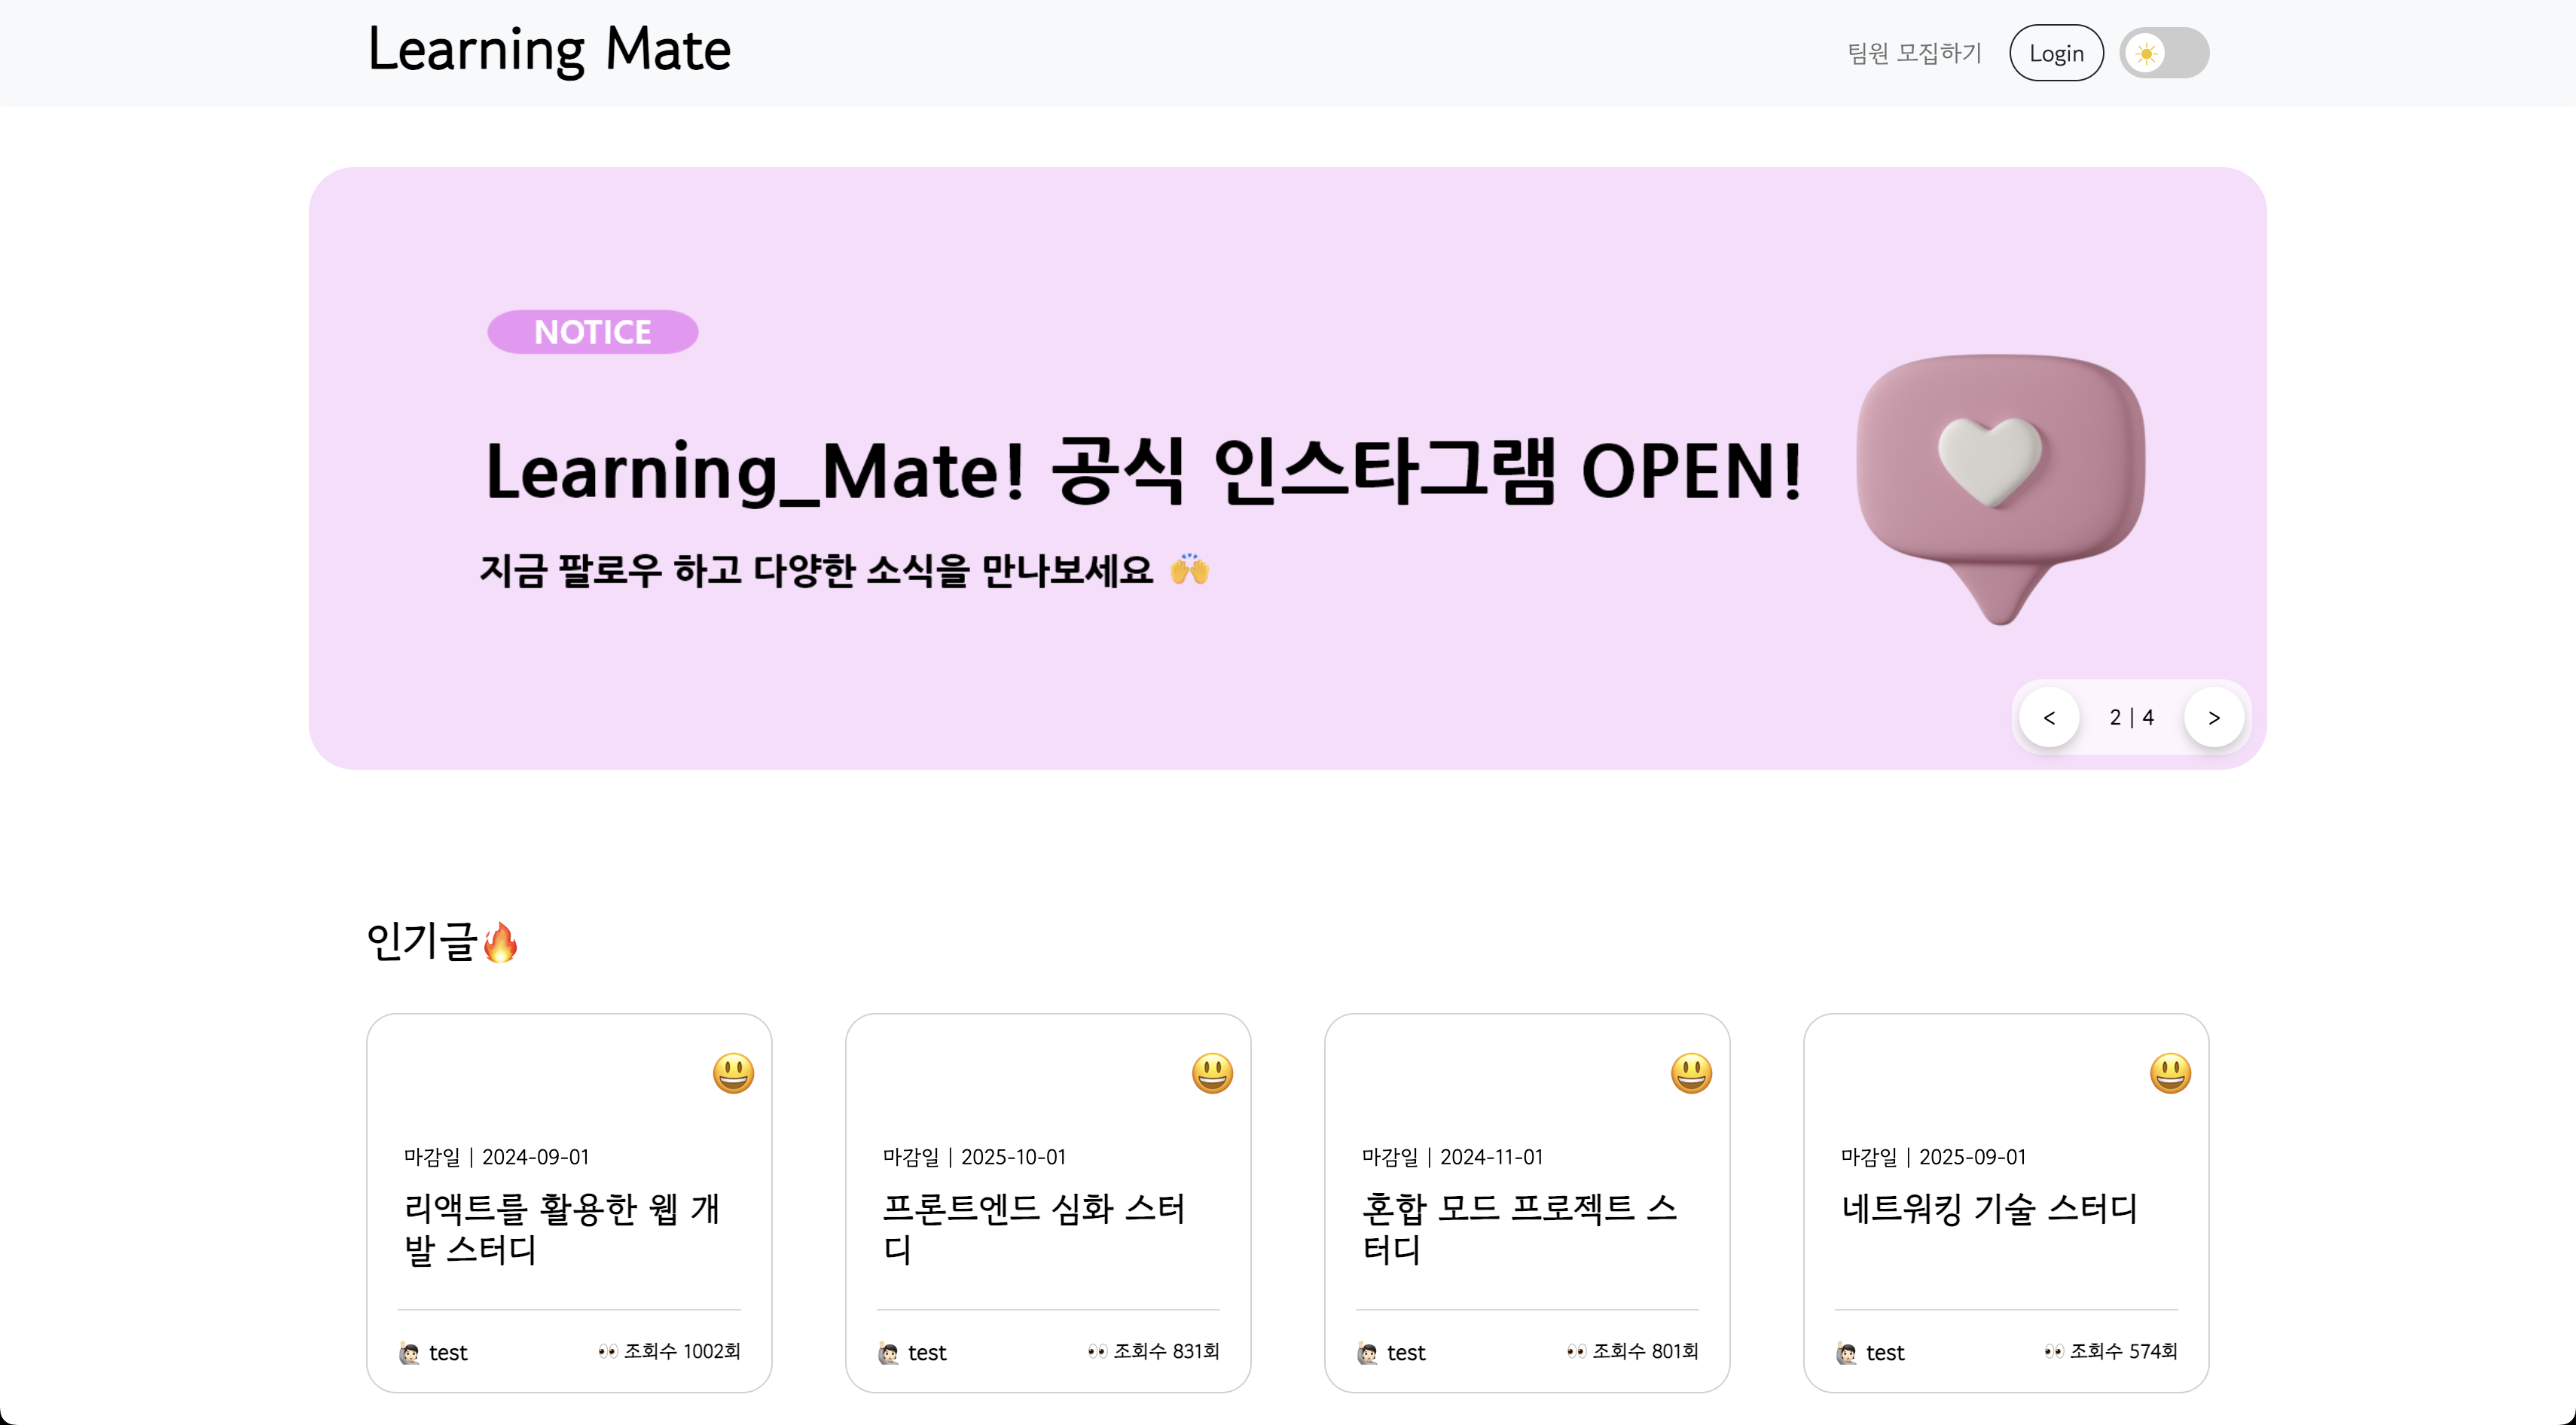 Learning Mate
팀원 모집하기
Login
NOTICE
Learning_Mate! 공식 인스타그램 OPEN!
지금 팔로우 하고 다양한 소식을 만나보세요 🙌
< 2 | 4 >
인기글🔥
마감일 | 2024-09-01
리액트를 활용한 웹 개
발 스터디
test
👀 조회수 1002회
마감일 | 2025-10-01
프론트엔드 심화 스터
디
test
👀 조회수 831회
마감일 | 2024-11-01
혼합 모드 프로젝트 스
터디
test
👀 조회수 801회
마감일 | 2025-09-01
네트워킹 기술 스터디
test
👀 조회수 574회